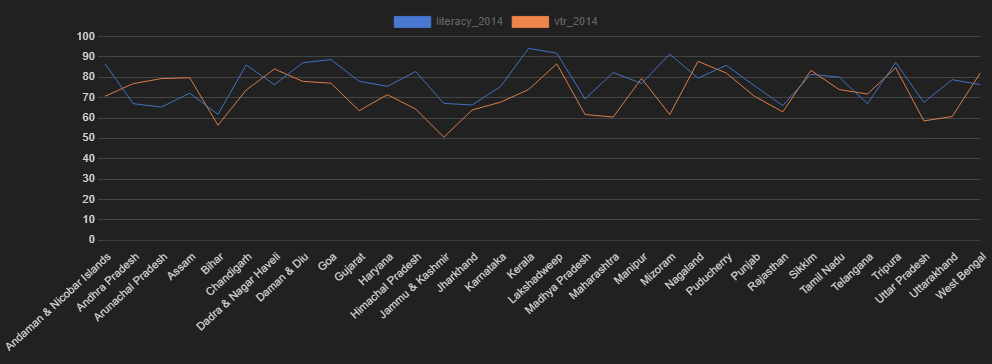 literacy_2014 vtr_2014
100
90
80
70
60
50
40
30
20
10
0
Andaman & Nicobar Islands
Andhra Pradesh
Arunachal Pradesh
Assam
Bihar
Chandigarh
Dadra & Nagar Haveli
Daman & Diu
Goa
Gujarat
Haryana
Himachal Pradesh
Jammu & Kashmir
Jharkhand
Karnataka
Kerala
Lakshadweep
Madhya Pradesh
Maharashtra
Manipur
Mizoram
Nagaland
Puducherry
Punjab
Rajasthan
Sikkim
Tamil Nadu
Telangana
Tripura
Uttar Pradesh
Uttarakhand
West Bengal